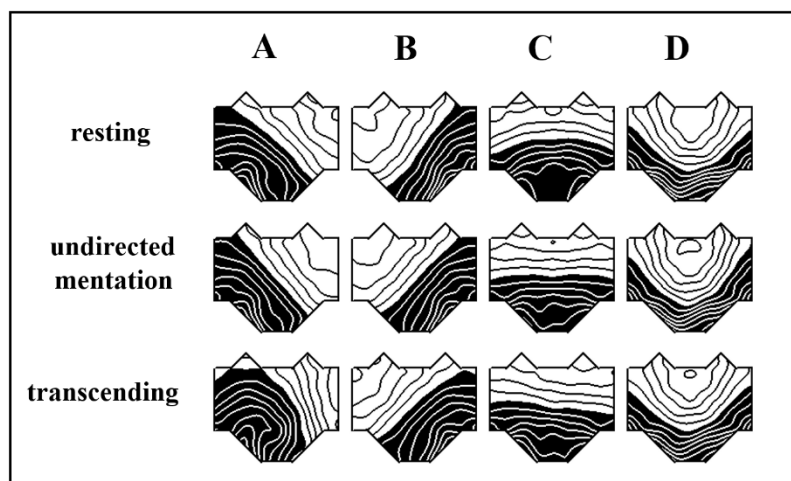 A B C D
resting
undirected
mentation
transcending